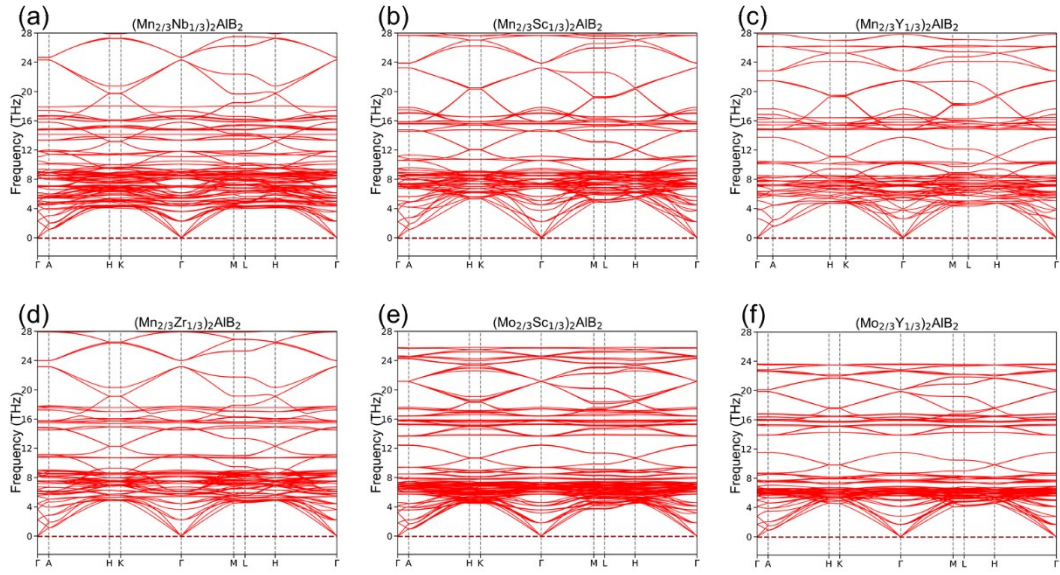 (a) (Mn2/3Nb1/3)2AlB2
Frequency (THz)
28
24
20
16
12
8
4
0
Γ A H K Γ M L H Γ
(b) (Mn2/3Sc1/3)2AlB2
Frequency (THz)
28
24
20
16
12
8
4
0
Γ A H K Γ M L H Γ
(c) (Mn2/3Y1/3)2AlB2
Frequency (THz)
28
24
20
16
12
8
4
0
Γ A H K Γ M L H Γ
(d) (Mn2/3Zr1/3)2AlB2
Frequency (THz)
28
24
20
16
12
8
4
0
Γ A H K Γ M L H Γ
(e) (Mo2/3Sc1/3)2AlB2
Frequency (THz)
28
24
20
16
12
8
4
0
Γ A H K Γ M L H Γ
(f) (Mo2/3Y1/3)2AlB2
Frequency (THz)
28
24
20
16
12
8
4
0
Γ A H K Γ M L H Γ